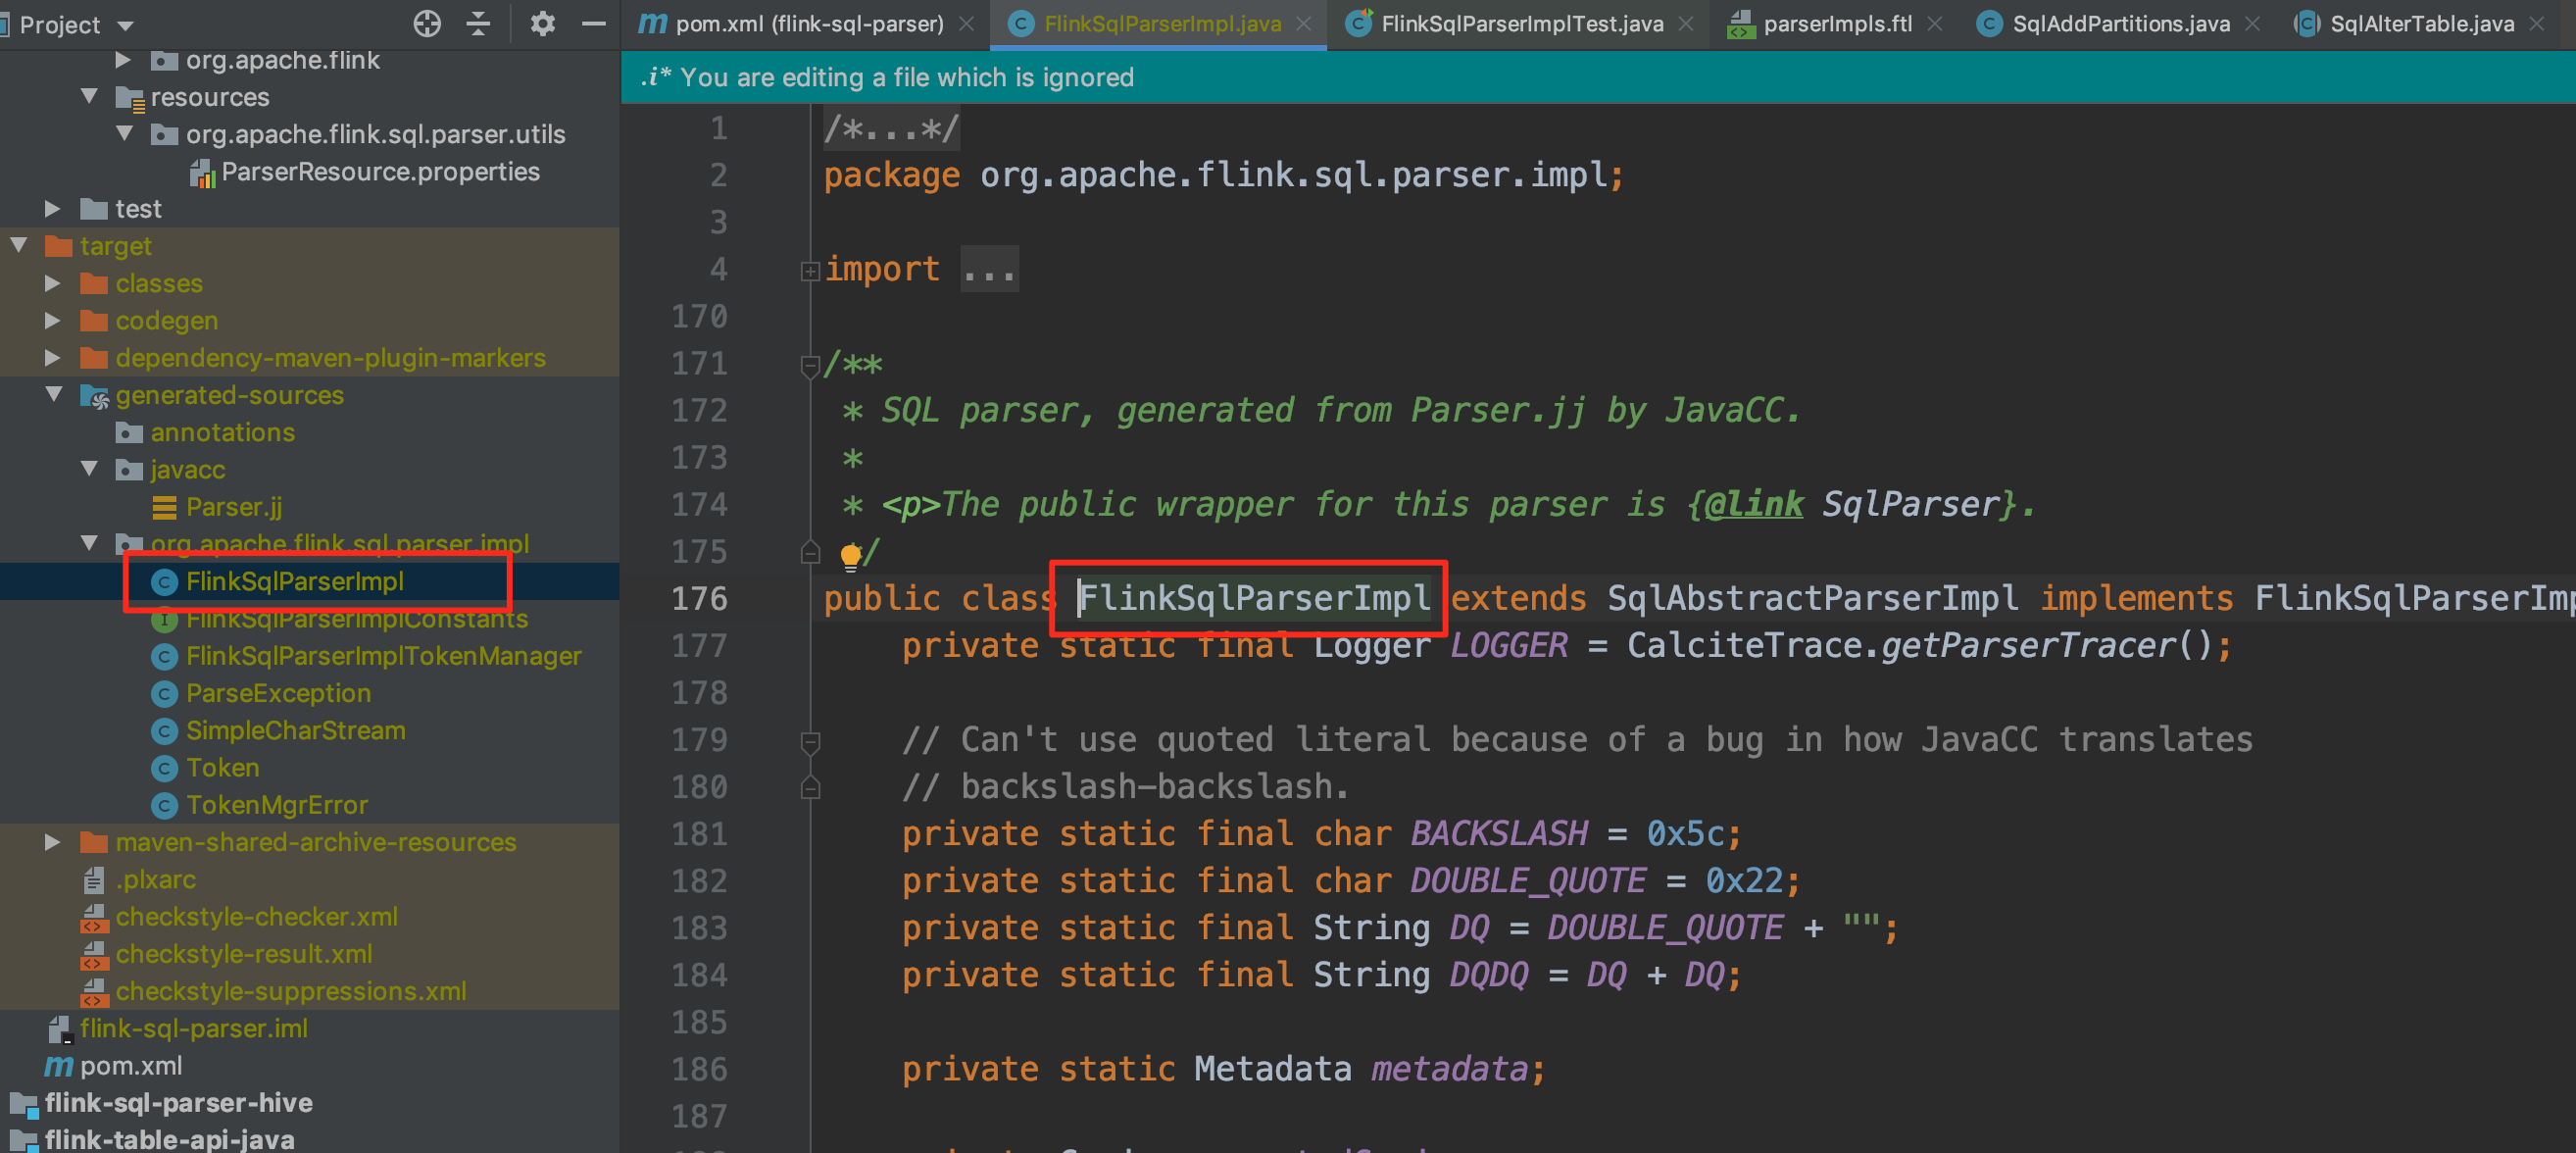 Project
org.apache.flink
resources
org.apache.flink.sql.parser.utils
ParserResource.properties
test
target
classes
codegen
dependency-maven-plugin-markers
generated-sources
annotations
javacc
Parser.jj
org.apache.flink.sql.parser.impl
FlinkSqlParserImpl
FlinkSqlParserImplConstants
FlinkSqlParserImplTokenManager
ParseException
SimpleCharStream
Token
TokenMgrError
maven-shared-archive-resources
.plxarc
checkstyle-checker.xml
checkstyle-result.xml
checkstyle-suppressions.xml
flink-sql-parser.iml
pom.xml
flink-sql-parser-hive
flink-table-api-java
pom.xml (flink-sql-parser) FlinkSqlParserImpl.java FlinkSqlParserImplTest.java parserImpls.ftl SqlAddPartitions.java SqlAlterTable.java
.i* You are editing a file which is ignored
1 /*...*/
2 package org.apache.flink.sql.parser.impl;
3
4 import ...
170
171 /**
172 * SQL parser, generated from Parser.jj by JavaCC.
173 *
174 * <p>The public wrapper for this parser is {@link SqlParser}.
175 */
176 public class FlinkSqlParserImpl extends SqlAbstractParserImpl implements FlinkSqlParserImp
177 private static final Logger LOGGER = CalciteTrace.getParserTracer();
178
179 // Can't use quoted literal because of a bug in how JavaCC translates
180 // backslash-backslash.
181 private static final char BACKSLASH = 0x5c;
182 private static final char DOUBLE_QUOTE = 0x22;
183 private static final String DQ = DOUBLE_QUOTE + "";
184 private static final String DQDQ = DQ + DQ;
185
186 private static Metadata metadata;
187